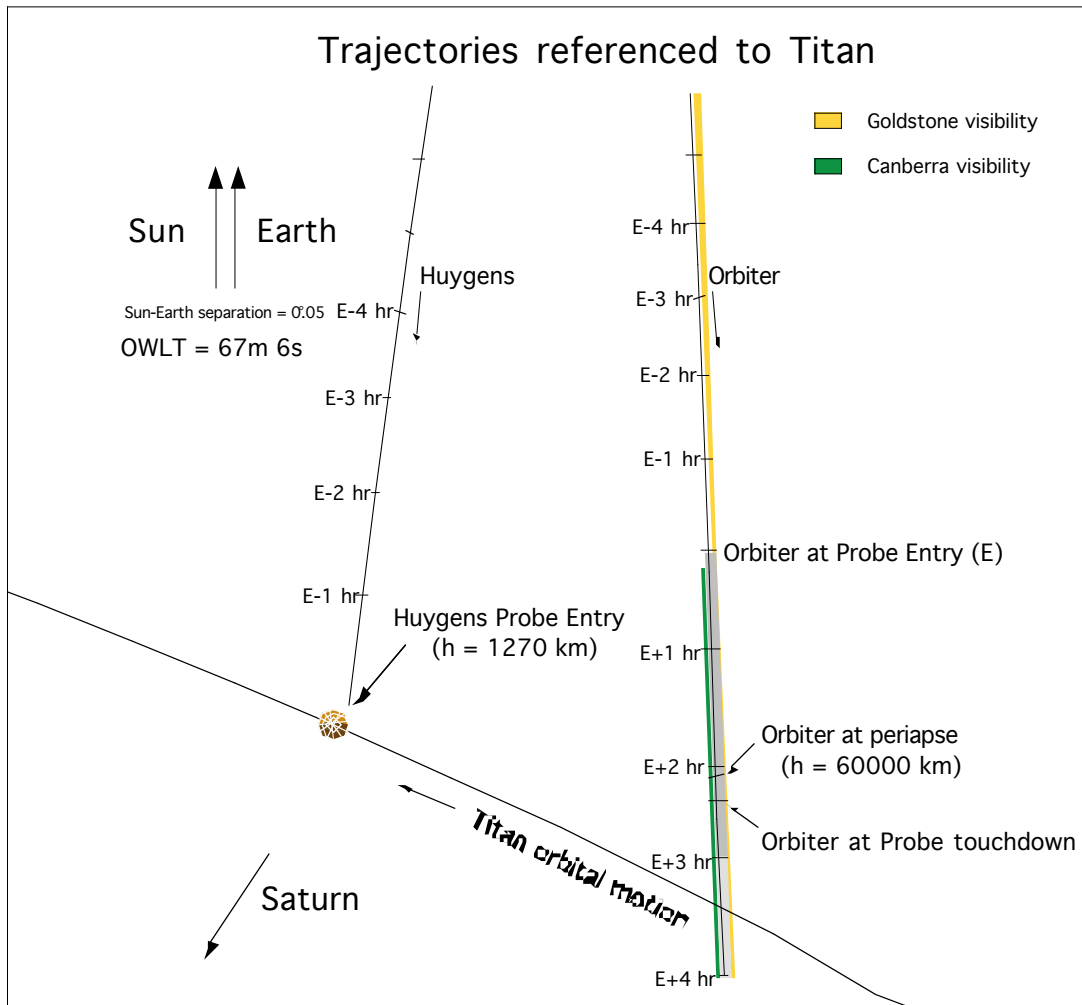 Trajectories referenced to Titan
Goldstone visibility
Canberra visibility
Sun
Earth
Sun-Earth separation = 0.°05
OWLT = 67m 6s
Huygens
E-4 hr
E-3 hr
E-2 hr
E-1 hr
Huygens Probe Entry
(h = 1270 km)
Orbiter
E-4 hr
E-3 hr
E-2 hr
E-1 hr
Orbiter at Probe Entry (E)
E+1 hr
E+2 hr
Orbiter at periapse
(h = 60000 km)
Orbiter at Probe touchdown
E+3 hr
E+4 hr
Titan orbital motion
Saturn